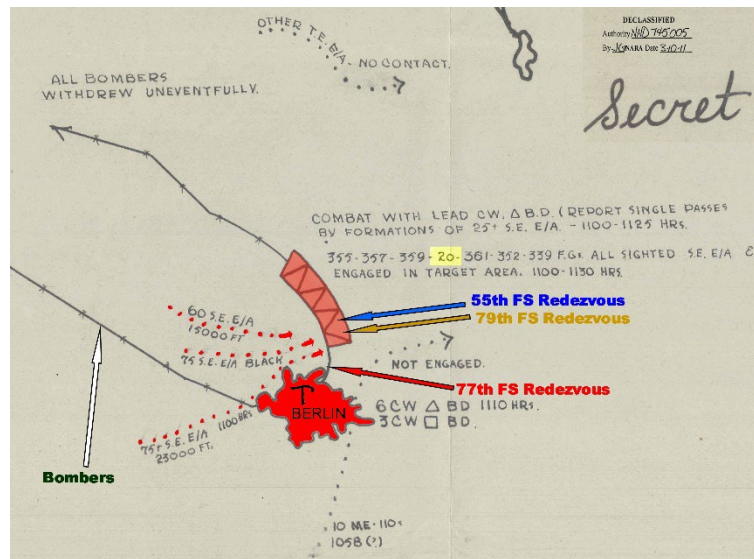 DECLASSIFIED
Authority NND 745005
NARA Date 3-10-11
Secret
OTHER T.E. E/A - NO CONTACT.
ALL BOMBERS
WITHDREW UNEVENTFULLY.
COMBAT WITH LEAD CW. △ B.D. (REPORT SINGLE PASSES
BY FORMATIONS OF 25+ S.E. E/A. - 1100-1125 HRS.
355-357-359-20-361-352-339 F.Gs. ALL SIGHTED S.E. E/A &
ENGAGED IN TARGET AREA. 1100-1130 HRS.
55th FS Redezvous
79th FS Redezvous
60 S.E. E/A
15000 FT
75 S.E. E/A BLACK
NOT ENGAGED.
77th FS Redezvous
T
BERLIN
6 CW △ BD 1110 HRS.
3 CW □ BD.
75+ S.E. E/A 1100 HRS
23000 FT.
Bombers
10 ME-110s
1058 (?)